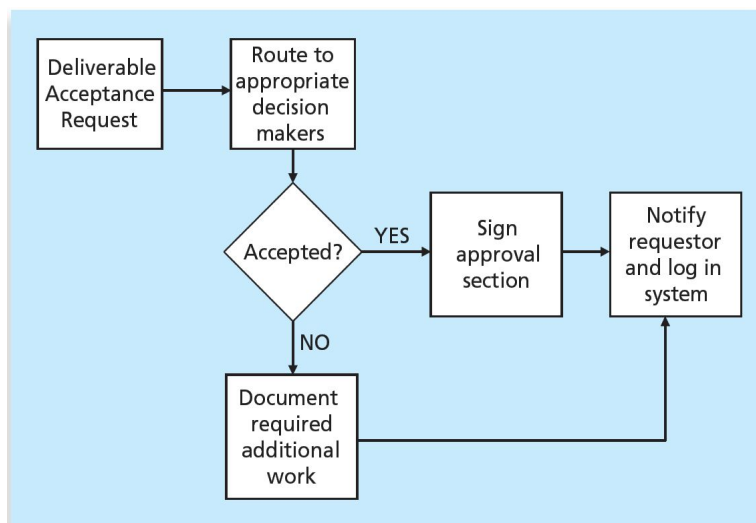 Deliverable
Acceptance
Request
Route to
appropriate
decision
makers
Accepted?
YES
Sign
approval
section
Notify
requestor
and log in
system
NO
Document
required
additional
work